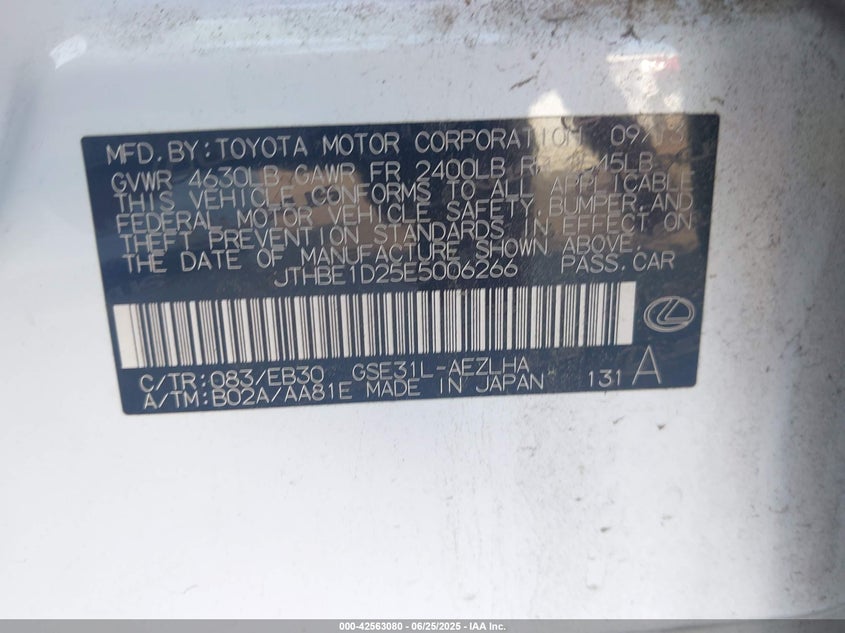 MFD. BY: TOYOTA MOTOR CORPORATION
GVWR 4630LB GAWR FR 2400LB
THIS VEHICLE CONFORMS TO ALL APPLICABLE
FEDERAL MOTOR VEHICLE SAFETY, BUMPER, AND
THEFT PREVENTION STANDARDS IN EFFECT ON
THE DATE OF MANUFACTURE SHOWN ABOVE.
JTHBE1D25E5006266 PASS. CAR
C/TR: 083/EB30 GSE31L-AEZLHA
A/TM: B02A/AA81E MADE IN JAPAN 131 A
000-42563080 - 06/25/2025 - IAA Inc.